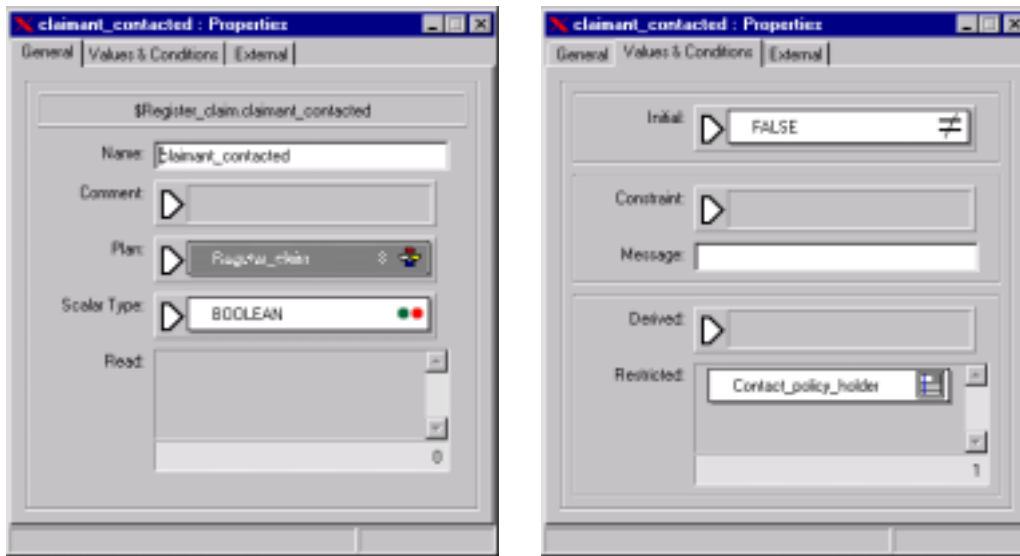 claimant_contacted : Properties
General Values & Conditions External
$Register_claim.claimant_contacted
Name: claimant_contacted
Comment:
Plan: Register_claim
Scalar Type: BOOLEAN
Read:
0
claimant_contacted : Properties
General Values & Conditions External
Initial: FALSE
Constraint:
Message:
Derived:
Restricted: Contact_policy_holder
1